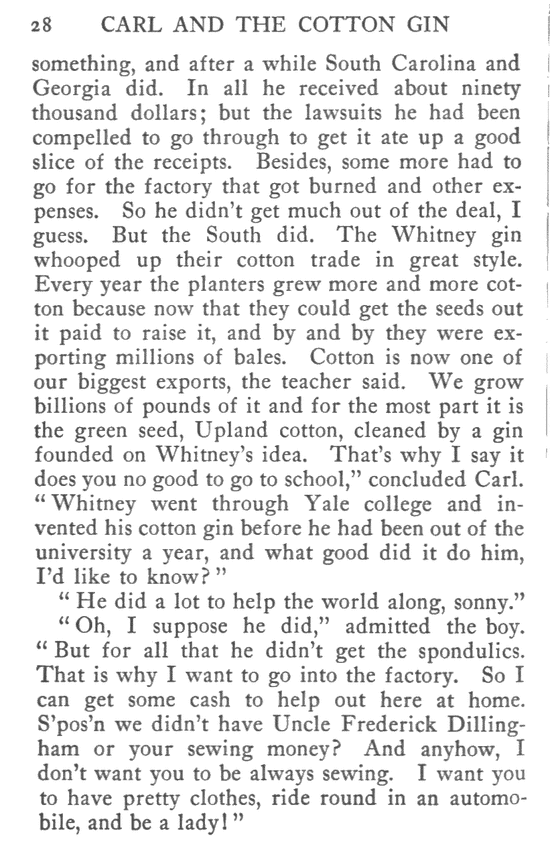 28 CARL AND THE COTTON GIN
something, and after a while South Carolina and
Georgia did. In all he received about ninety
thousand dollars; but the lawsuits he had been
compelled to go through to get it ate up a good
slice of the receipts. Besides, some more had to
go for the factory that got burned and other ex-
penses. So he didn't get much out of the deal, I
guess. But the South did. The Whitney gin
whooped up their cotton trade in great style.
Every year the planters grew more and more cot-
ton because now that they could get the seeds out
it paid to raise it, and by and by they were ex-
porting millions of bales. Cotton is now one of
our biggest exports, the teacher said. We grow
billions of pounds of it and for the most part it is
the green seed, Upland cotton, cleaned by a gin
founded on Whitney's idea. That's why I say it
does you no good to go to school," concluded Carl.
"Whitney went through Yale college and in-
vented his cotton gin before he had been out of the
university a year, and what good did it do him,
I'd like to know?"
"He did a lot to help the world along, sonny."
"Oh, I suppose he did," admitted the boy.
"But for all that he didn't get the spondulics.
That is why I want to go into the factory. So I
can get some cash to help out here at home.
S'pos'n we didn't have Uncle Frederick Dilling-
ham or your sewing money? And anyhow, I
don't want you to be always sewing. I want you
to have pretty clothes, ride round in an automo-
bile, and be a lady!"